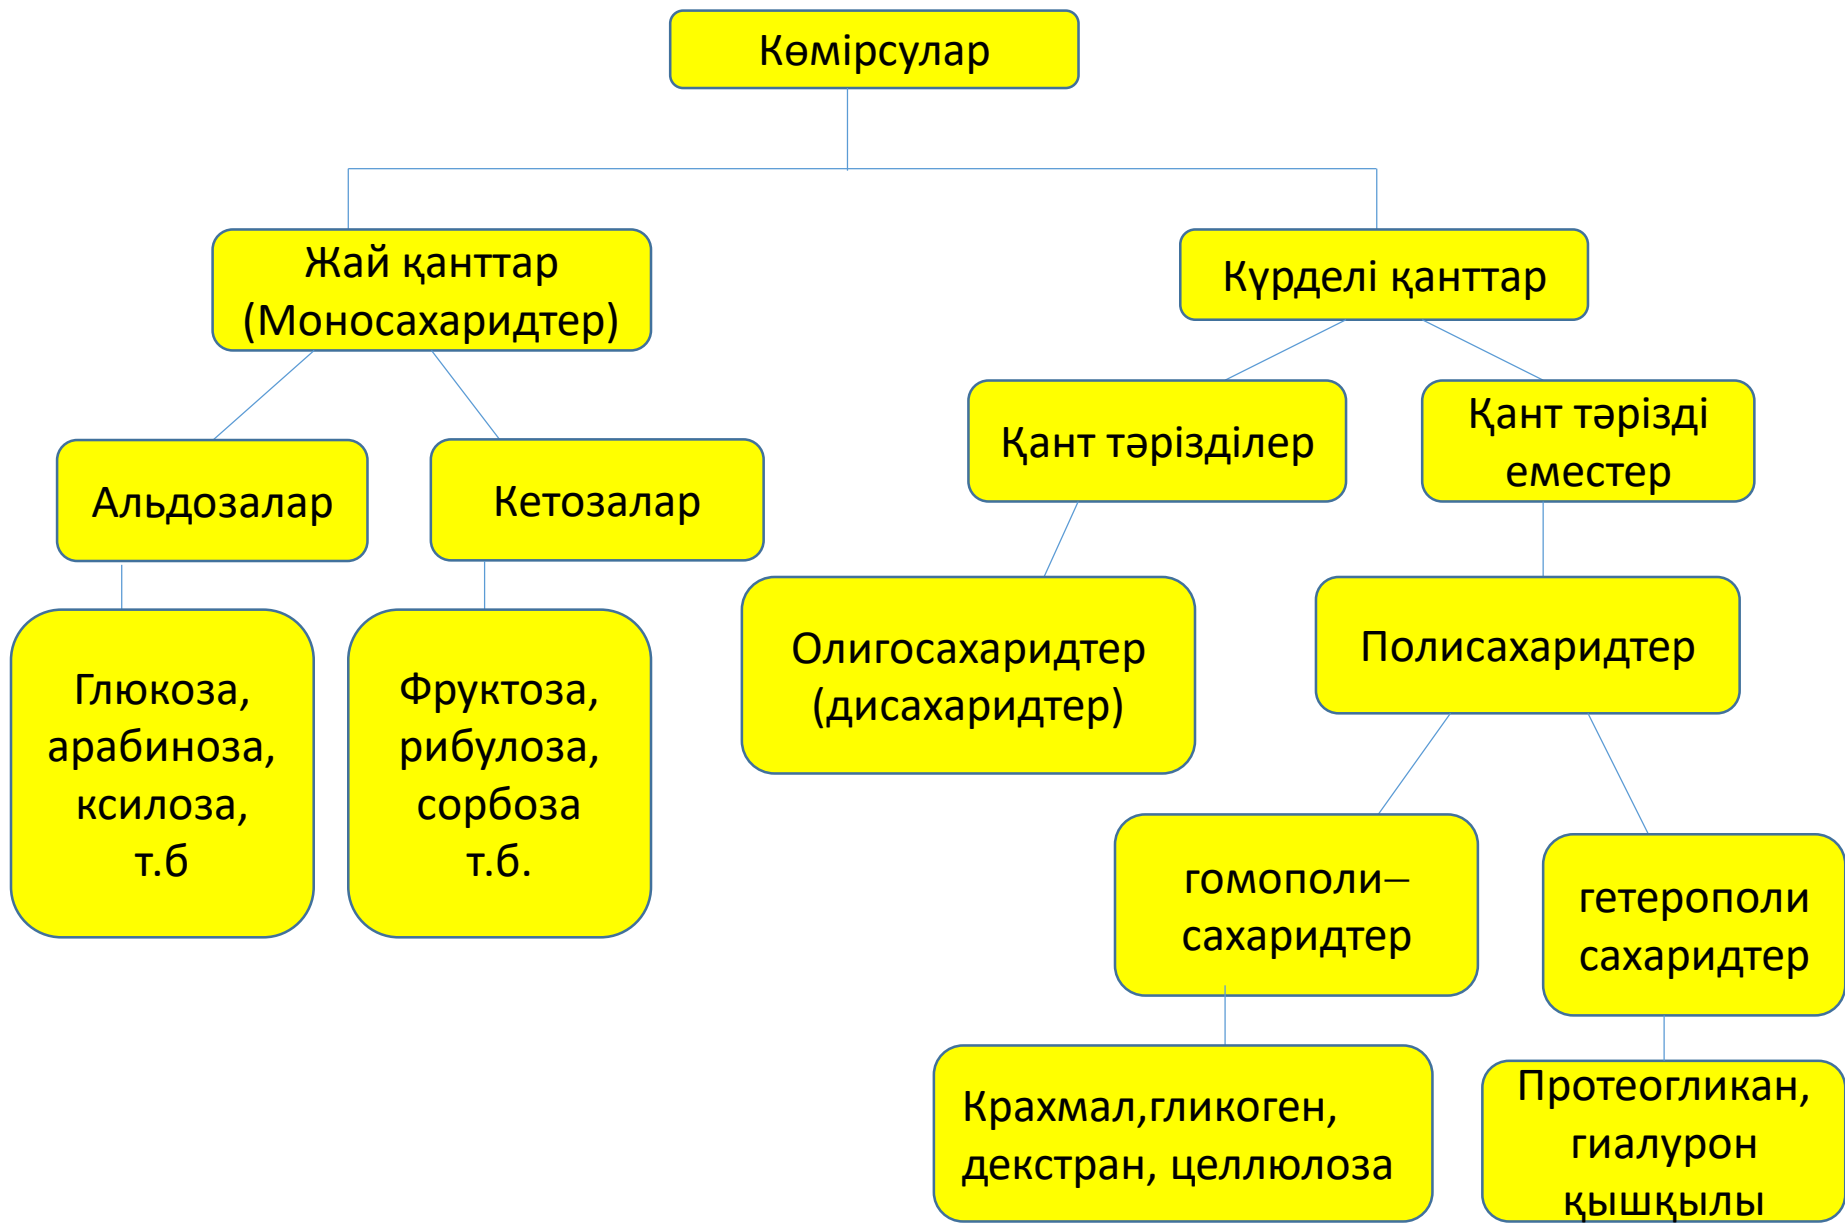 Көмірсулар
Жай қанттар
(Моносахаридтер)
Күрделі қанттар
Альдозалар
Кетозалар
Қант тәрізділер
Қант тәрізді
еместер
Глюкоза,
арабиноза,
ксилоза,
т.б
Фруктоза,
рибулоза,
сорбоза
т.б.
Олигосахаридтер
(дисахаридтер)
Полисахаридтер
гомополи–
сахаридтер
гетерополи
сахаридтер
Крахмал,гликоген,
декстран, целлюлоза
Протеогликан,
гиалурон
қышқылы